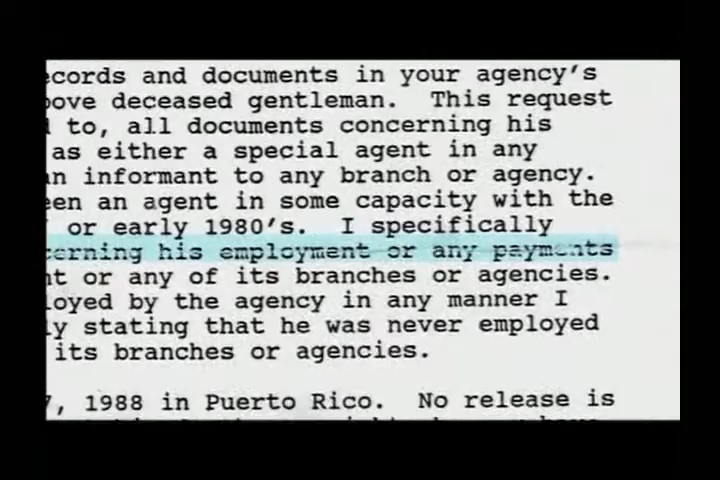 ecords and documents in your agency's
ove deceased gentleman. This request
to, all documents concerning his
as either a special agent in any
n informant to any branch or agency.
een an agent in some capacity with the
or early 1980's. I specifically
cerning his employment or any payments
nt or any of its branches or agencies.
loyed by the agency in any manner I
ly stating that he was never employed
its branches or agencies.
7, 1988 in Puerto Rico. No release is